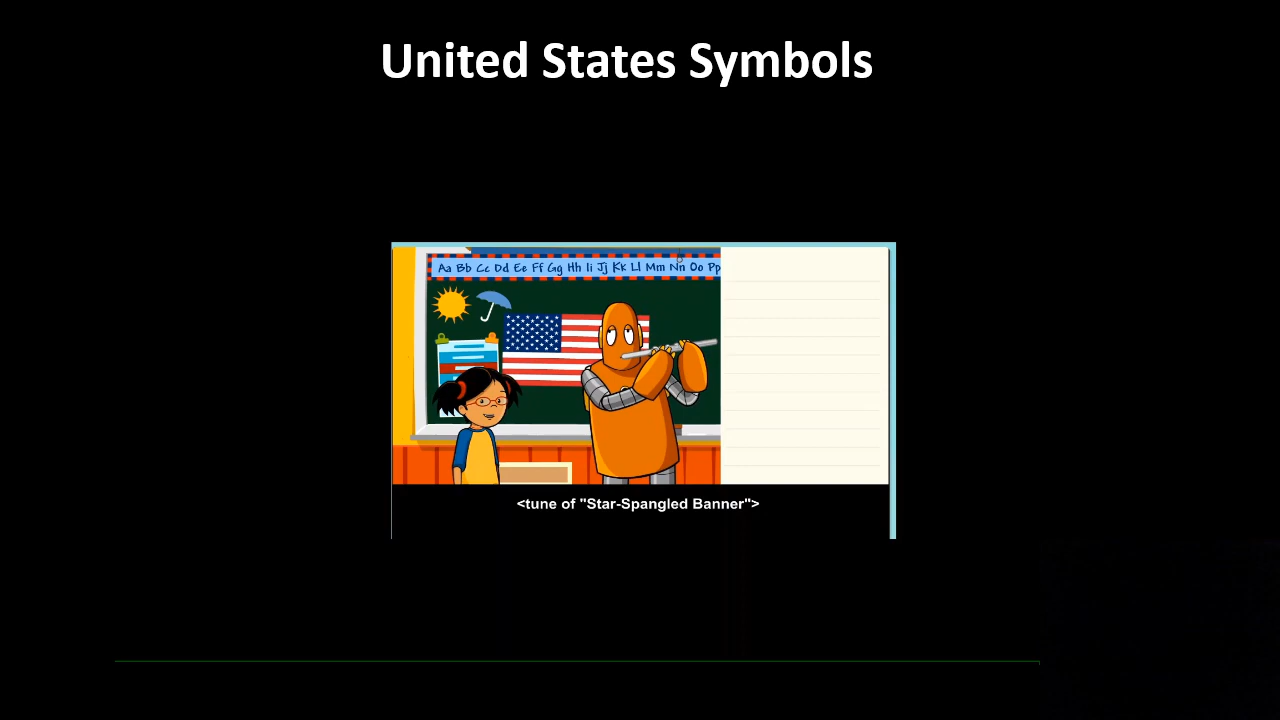 United States Symbols
Aa Bb Cc Dd Ee Ff Gg Hh Ii Jj Kk Ll Mm Nn Oo Pp
<tune of "Star-Spangled Banner">